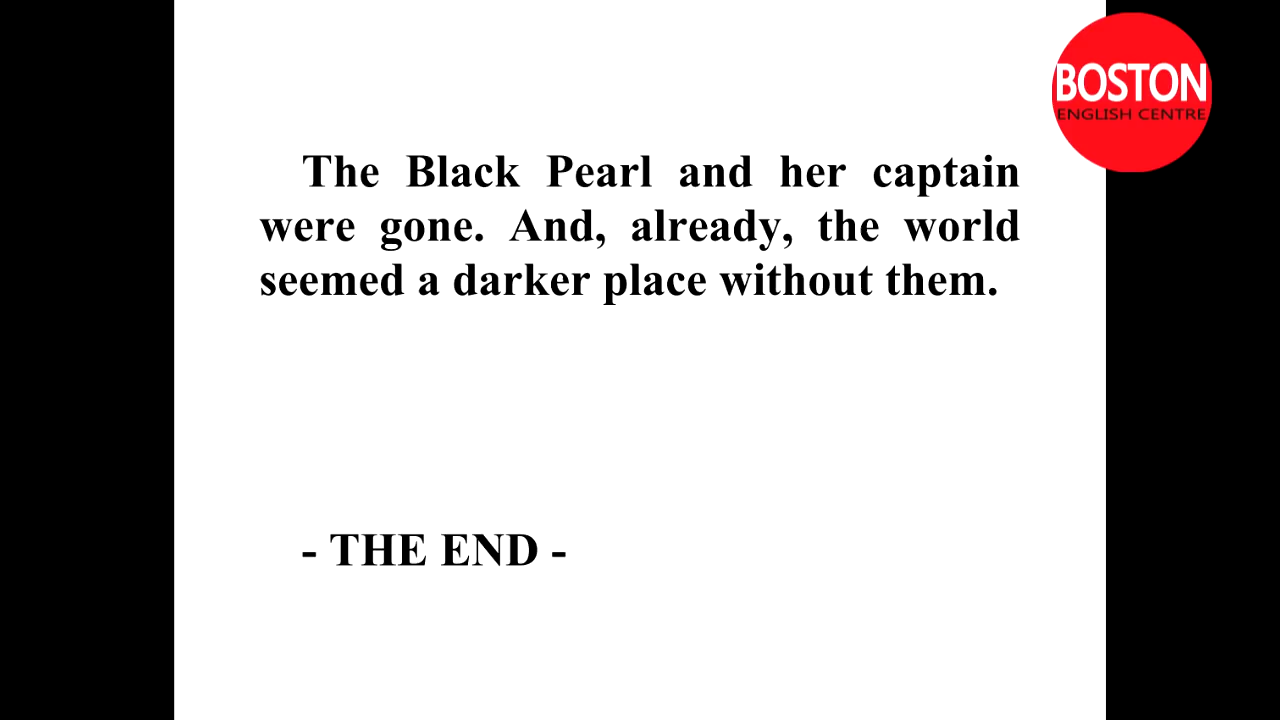 BOSTON
ENGLISH CENTRE
The Black Pearl and her captain
were gone. And, already, the world
seemed a darker place without them.
- THE END -